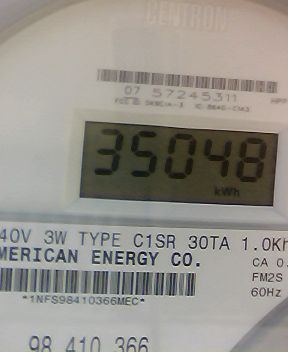 CENTRON
07 57245311
HPP
35048
kWh
40V 3W TYPE C1SR 30TA 1.0Kh
MERICAN ENERGY CO.
CA 0.
FM2S
*1NFS98410366MEC*
60Hz
98 410 366